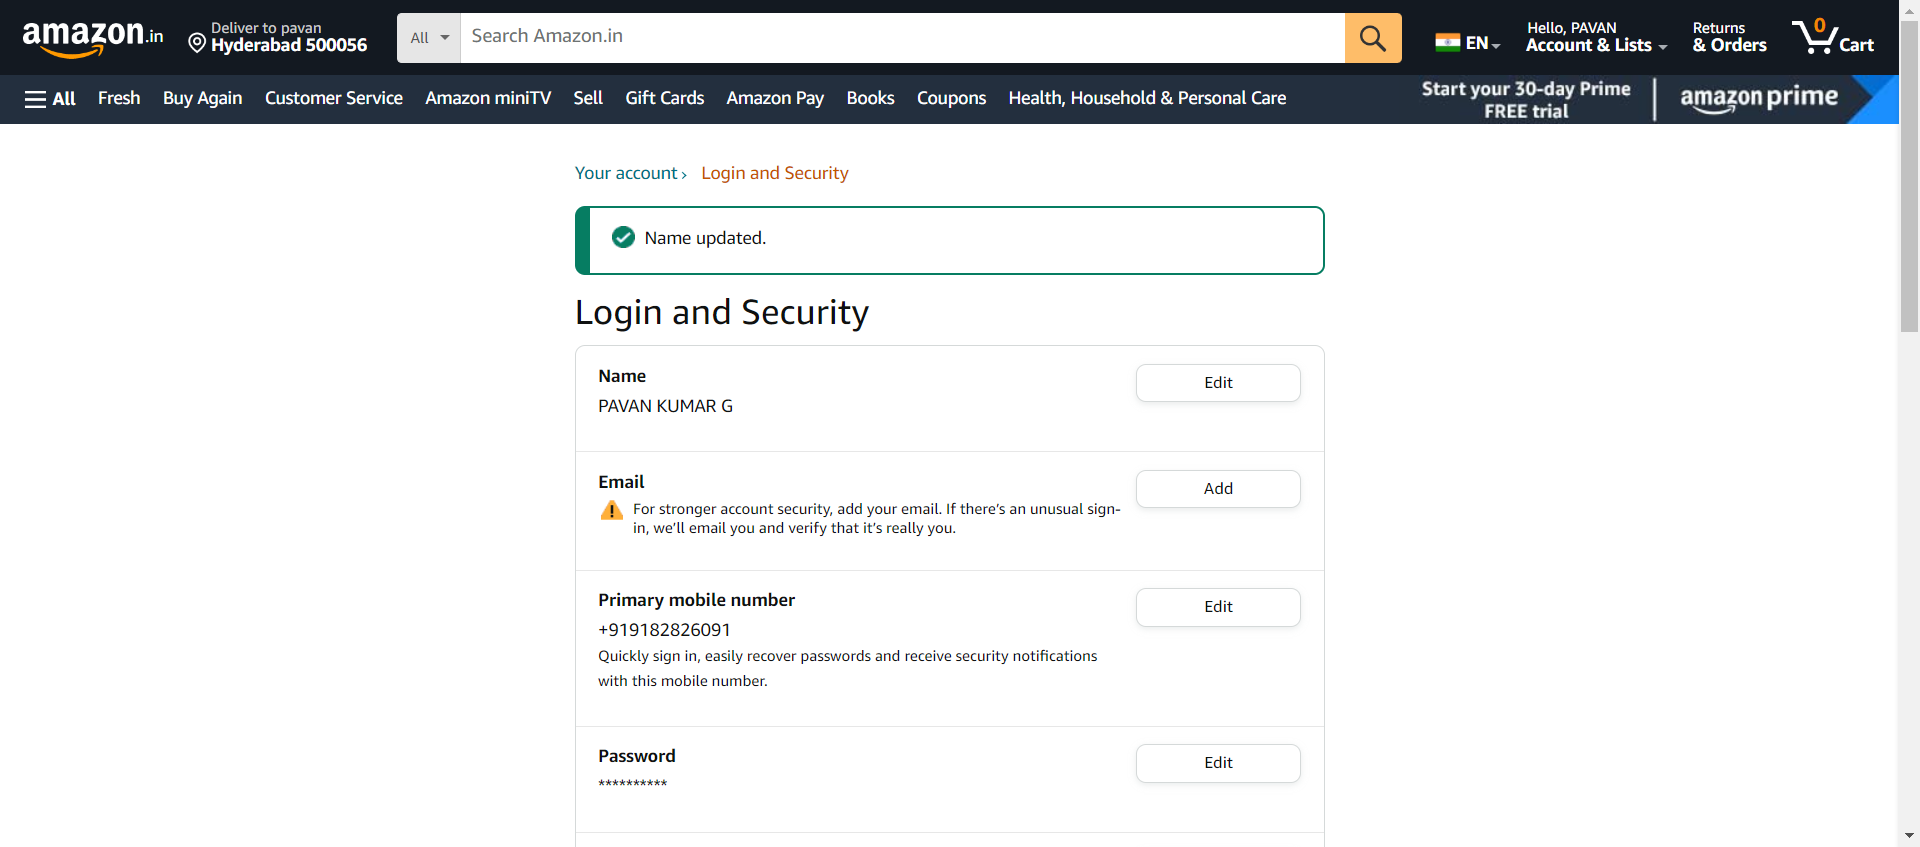 amazon.in
Deliver to pavan
Hyderabad 500056
All
Search Amazon.in
EN
Hello, PAVAN
Account & Lists
Returns
& Orders
0
Cart
All
Fresh
Buy Again
Customer Service
Amazon miniTV
Sell
Gift Cards
Amazon Pay
Books
Coupons
Health, Household & Personal Care
Start your 30-day Prime
FREE trial
amazon prime
Your account ›
Login and Security
Name updated.
Login and Security
Name
PAVAN KUMAR G
Edit
Email
For stronger account security, add your email. If there’s an unusual sign-
in, we’ll email you and verify that it’s really you.
Add
Primary mobile number
+919182826091
Quickly sign in, easily recover passwords and receive security notifications
with this mobile number.
Edit
Password
**********
Edit